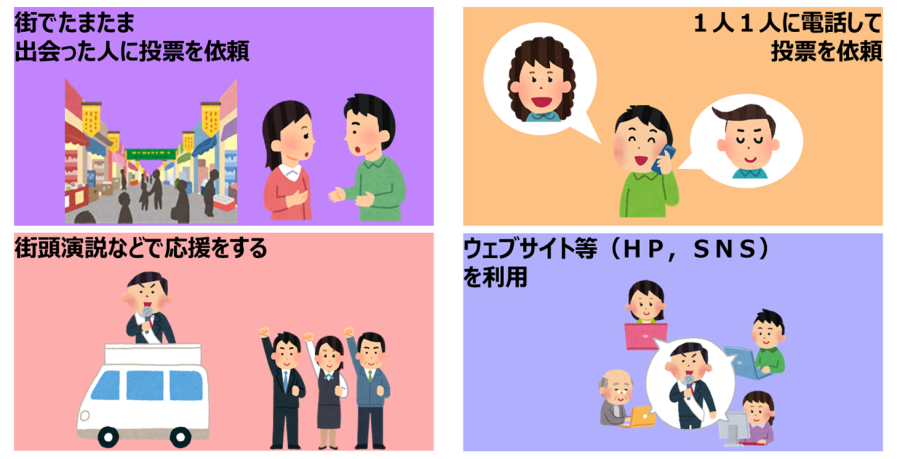 街でたまたま
出会った人に投票を依頼
１人１人に電話して
投票を依頼
街頭演説などで応援をする
ウェブサイト等（ＨＰ，ＳＮＳ）
を利用